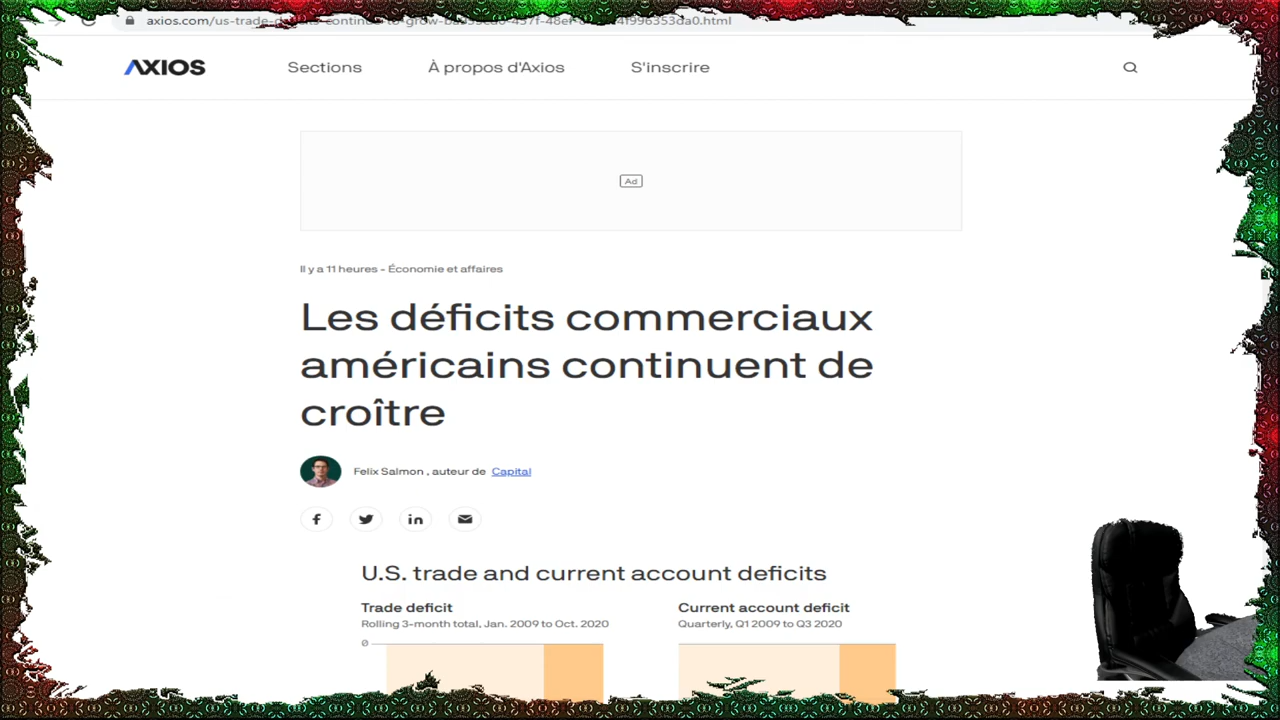 AXIOS
Sections
À propos d'Axios
S'inscrire
Ad
Il y a 11 heures - Économie et affaires
Les déficits commerciaux
américains continuent de
croître
Felix Salmon , auteur de Capital
U.S. trade and current account deficits
Trade deficit
Rolling 3-month total, Jan. 2009 to Oct. 2020
0
Current account deficit
Quarterly, Q1 2009 to Q3 2020